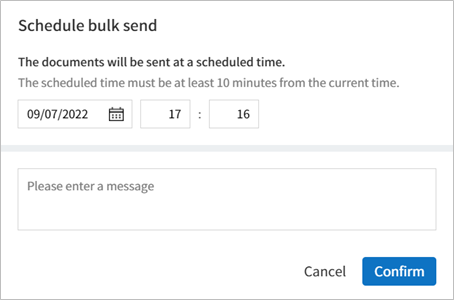 Schedule bulk send
The documents will be sent at a scheduled time.
The scheduled time must be at least 10 minutes from the current time.
09/07/2022 17 : 16
Please enter a message
Cancel Confirm